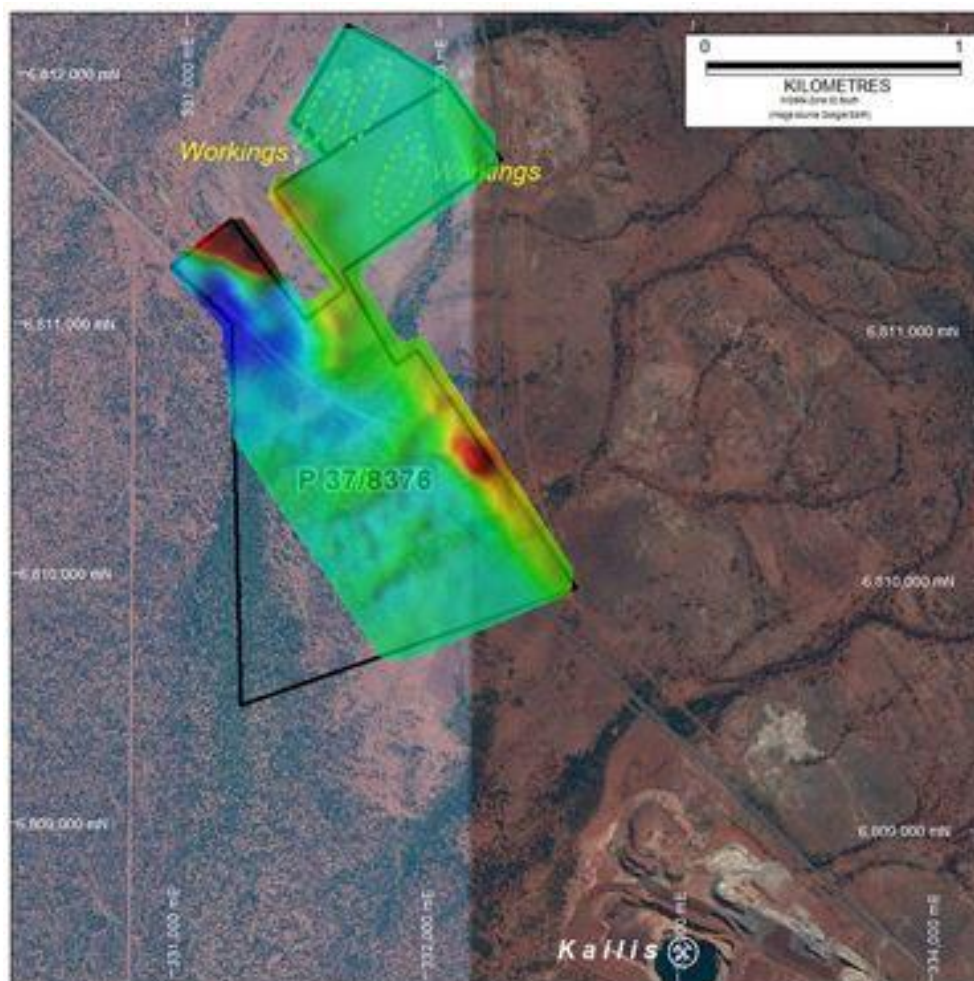 0 1
KILOMETRES
6,812,000 mN
Workings
Workings
6,811,000 mN
6,811,000 mN
P 37/8376
6,810,000 mN
6,810,000 mN
6,809,000 mN
6,809,000 mN
331,000 mE
332,000 mE
334,000 mE
Kailis